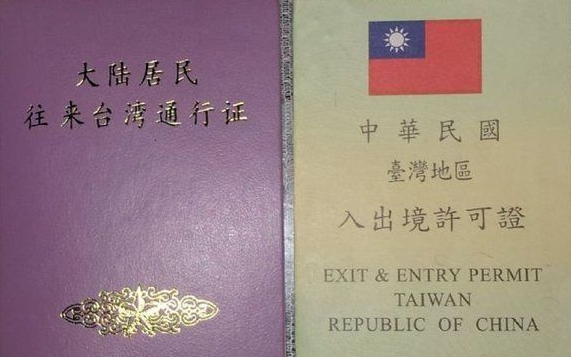 大陆居民
往来台湾通行证
中華民國
臺灣地區
入出境許可證
EXIT & ENTRY PERMIT
TAIWAN
REPUBLIC OF CHINA